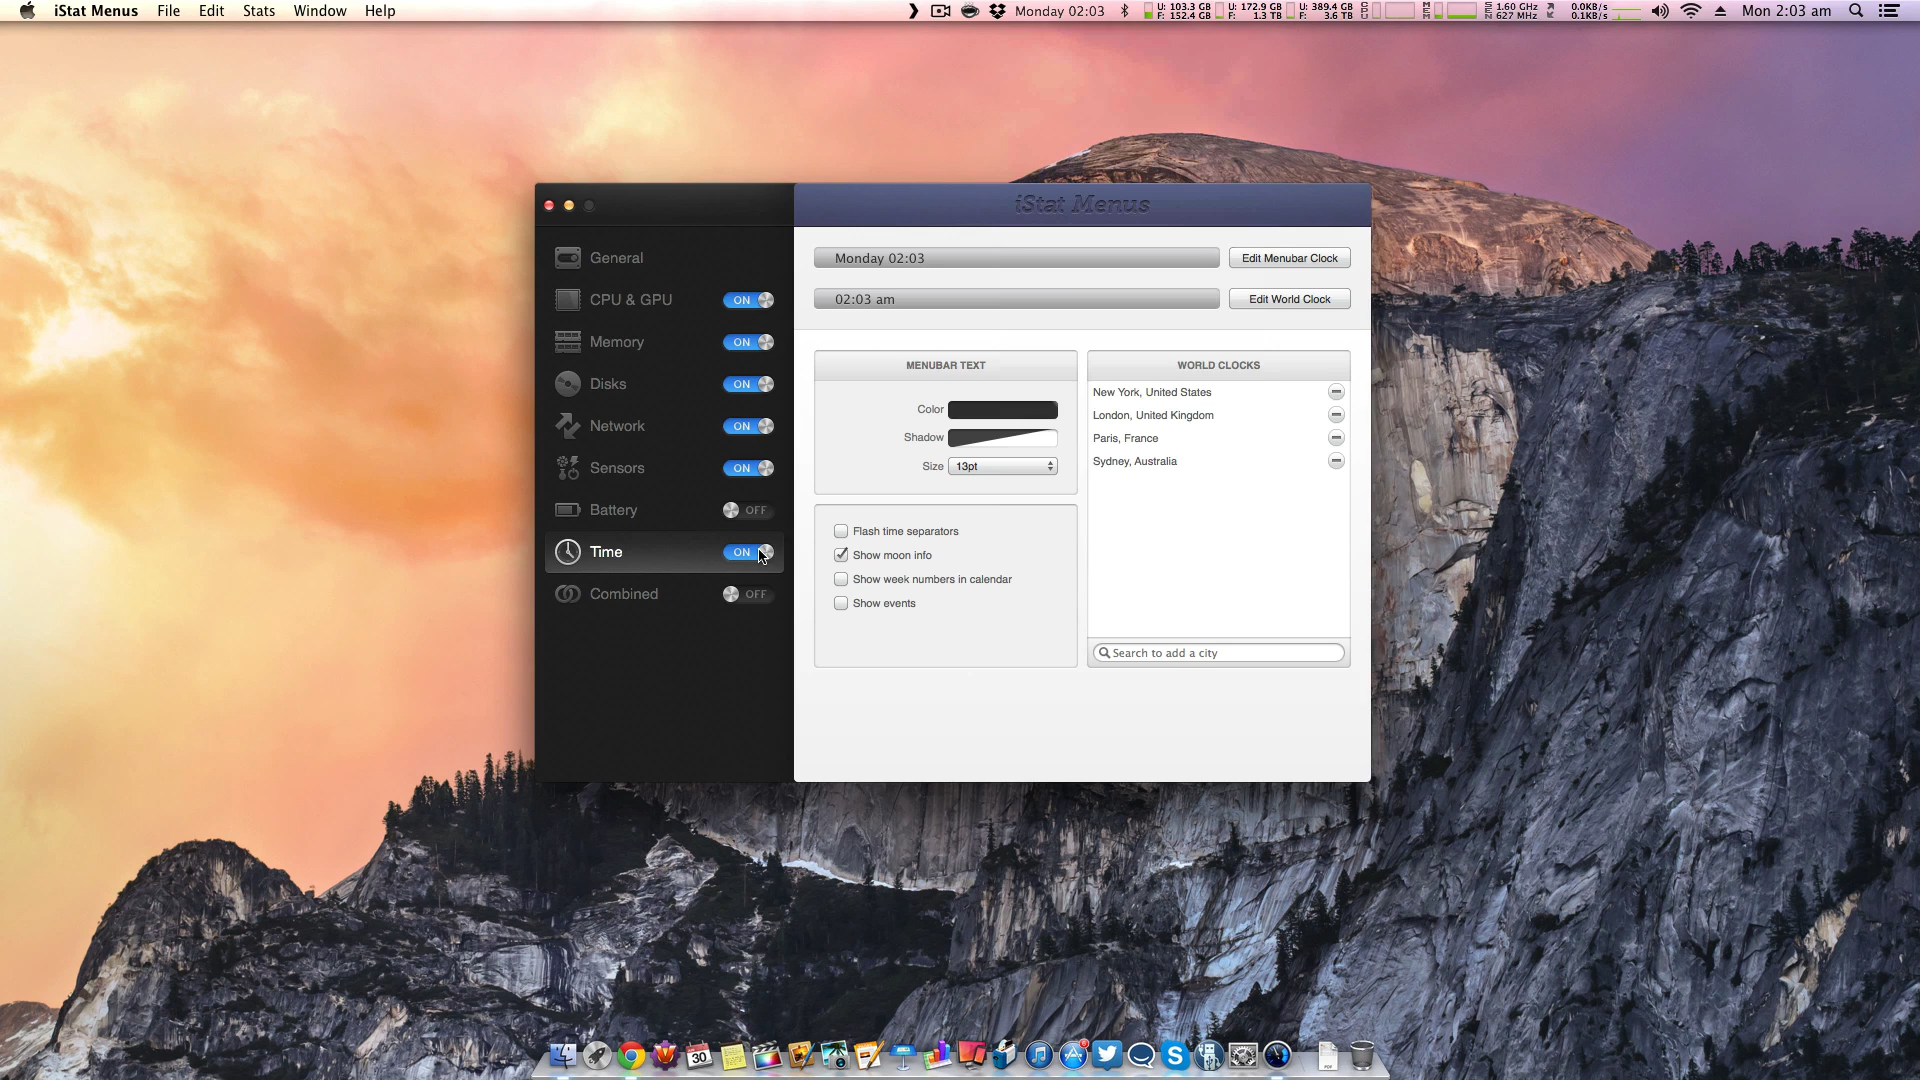 iStat Menus File Edit Stats Window Help
Monday 02:03
U: 103.3 GB
F: 152.4 GB
U: 172.9 GB
F: 1.3 TB
U: 389.4 GB
F: 3.6 TB
CPU
MEM
SEN
1.60 GHz
627 MHz
0.0KB/s
0.1KB/s
Mon 2:03 am
iStat Menus
General
CPU & GPU ON
Memory ON
Disks ON
Network ON
Sensors ON
Battery OFF
Time ON
Combined OFF
Monday 02:03
Edit Menubar Clock
02:03 am
Edit World Clock
MENUBAR TEXT
Color
Shadow
Size 13pt
Flash time separators
Show moon info
Show week numbers in calendar
Show events
WORLD CLOCKS
New York, United States
London, United Kingdom
Paris, France
Sydney, Australia
Search to add a city
30
PDF